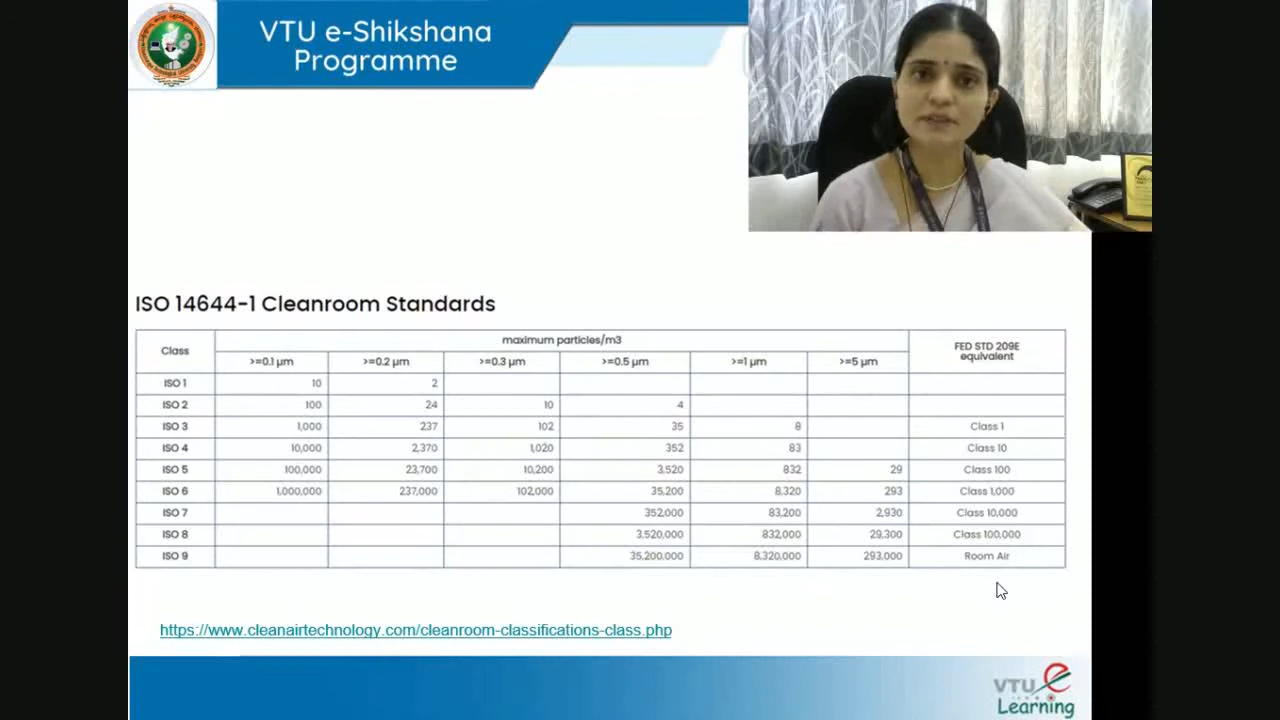 VTU e-Shikshana
Programme
ISO 14644-1 Cleanroom Standards
Class
maximum particles/m3
FED STD 209E
equivalent
>=0.1 µm >=0.2 µm >=0.3 µm >=0.5 µm >=1 µm >=5 µm
ISO 1 10 2
ISO 2 100 24 10 4
ISO 3 1,000 237 102 35 8 Class 1
ISO 4 10,000 2,370 1,020 352 83 Class 10
ISO 5 100,000 23,700 10,200 3,520 832 29 Class 100
ISO 6 1,000,000 237,000 102,000 35,200 8,320 293 Class 1,000
ISO 7 352,000 83,200 2,930 Class 10,000
ISO 8 3,520,000 832,000 29,300 Class 100,000
ISO 9 35,200,000 8,320,000 293,000 Room Air
https://www.cleanairtechnology.com/cleanroom-classifications-class.php
VTU e
Learning